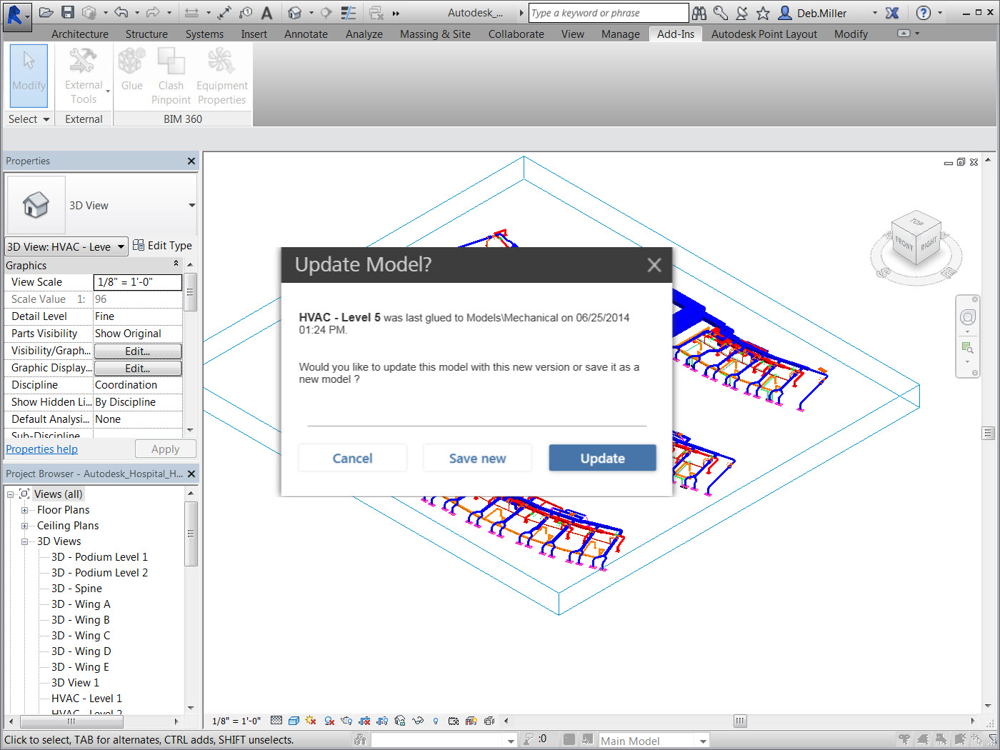 Autodesk_...
Type a keyword or phrase
Deb.Miller
Architecture Structure Systems Insert Annotate Analyze Massing & Site Collaborate View Manage Add-Ins Autodesk Point Layout Modify
Modify
External
Tools
Glue
Clash
Pinpoint
Equipment
Properties
Select
External
BIM 360
Properties
3D View
3D View: HVAC - Leve
Edit Type
Graphics
View Scale 1/8" = 1'-0"
Scale Value 1: 96
Detail Level Fine
Parts Visibility Show Original
Visibility/Graph... Edit...
Graphic Display... Edit...
Discipline Coordination
Show Hidden Li... By Discipline
Default Analysi... None
Sub-Discipline
Properties help
Apply
Project Browser - Autodesk_Hospital_H...
Views (all)
Floor Plans
Ceiling Plans
3D Views
3D - Podium Level 1
3D - Podium Level 2
3D - Spine
3D - Wing A
3D - Wing B
3D - Wing C
3D - Wing D
3D - Wing E
3D View 1
HVAC - Level 1
HVAC - Level 2
Update Model?
HVAC - Level 5 was last glued to Models\Mechanical on 06/25/2014
01:24 PM.
Would you like to update this model with this new version or save it as a
new model ?
Cancel
Save new
Update
TOP
FRONT
RIGHT
S
E
1/8" = 1'-0"
Click to select, TAB for alternates, CTRL adds, SHIFT unselects.
:0
Main Model